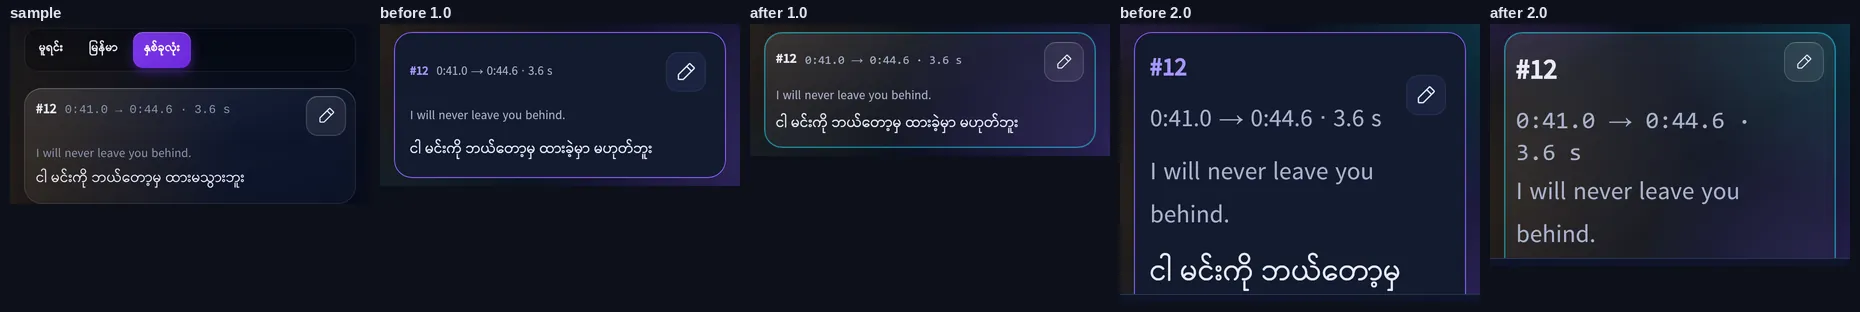 sample
မူရင်း မြန်မာ နှစ်ခုလုံး
#12 0:41.0 → 0:44.6 · 3.6 s
I will never leave you behind.
ငါ မင်းကို ဘယ်တော့မှ ထားမသွားဘူး
before 1.0
#12 0:41.0 → 0:44.6 · 3.6 s
I will never leave you behind.
ငါ မင်းကို ဘယ်တော့မှ ထားခဲ့မှာ မဟုတ်ဘူး
after 1.0
#12 0:41.0 → 0:44.6 · 3.6 s
I will never leave you behind.
ငါ မင်းကို ဘယ်တော့မှ ထားခဲ့မှာ မဟုတ်ဘူး
before 2.0
#12
0:41.0 → 0:44.6 · 3.6 s
I will never leave you
behind.
ငါ မင်းကို ဘယ်တော့မှ
after 2.0
#12
0:41.0 → 0:44.6 ·
3.6 s
I will never leave you
behind.